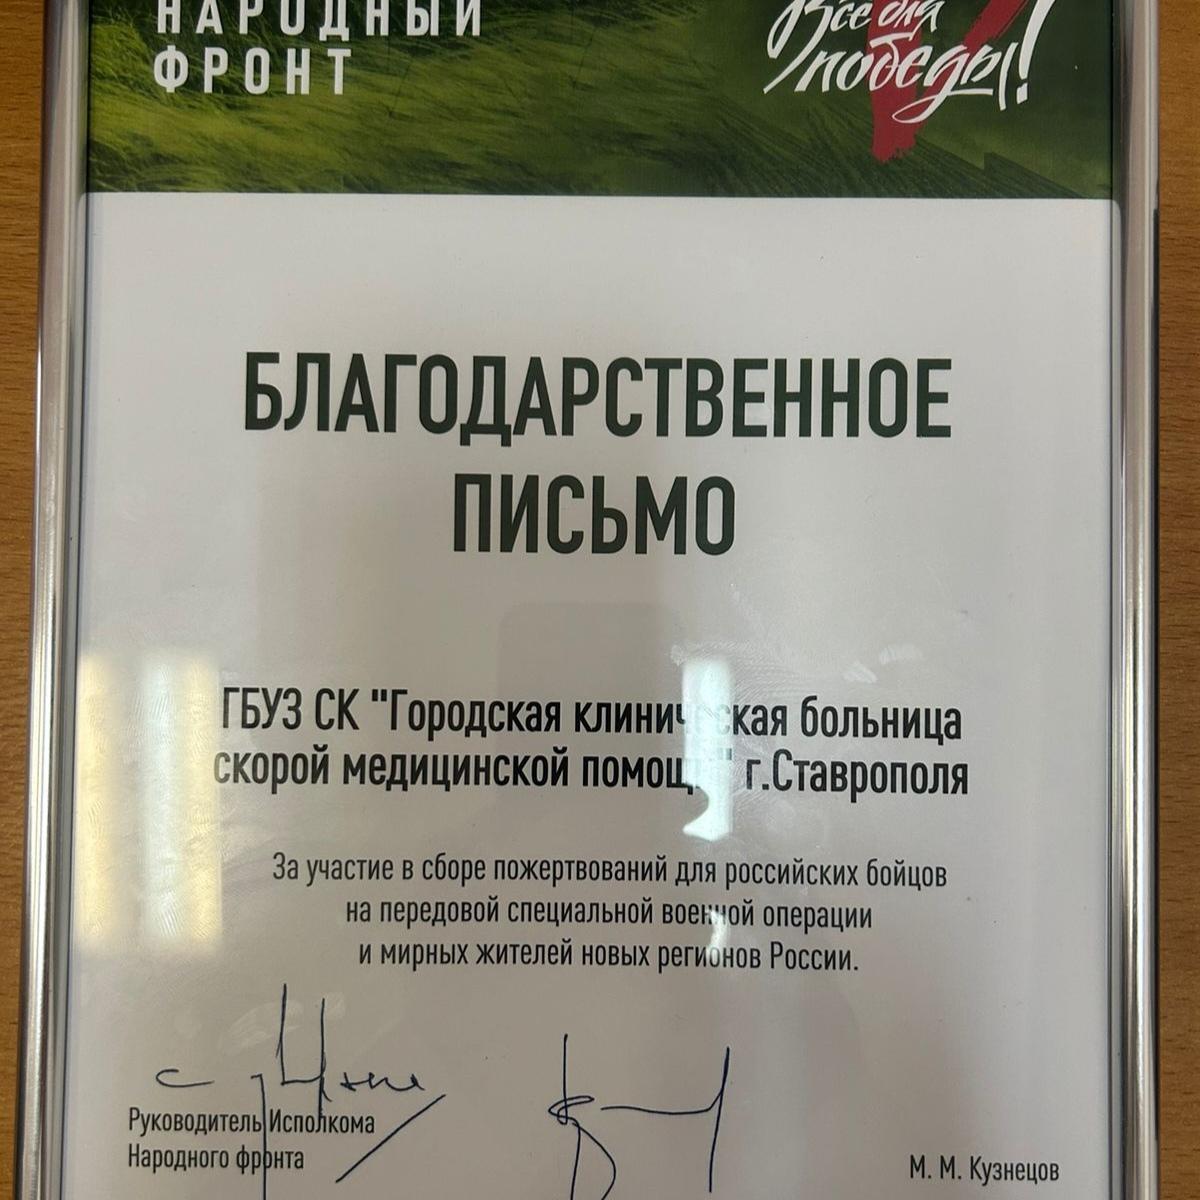 НАРОДНЫЙ
ФРОНТ
Все для
победы!
БЛАГОДАРСТВЕННОЕ
ПИСЬМО
ГБУЗ СК "Городская клиническая больница
скорой медицинской помощи" г.Ставрополя
За участие в сборе пожертвований для российских бойцов
на передовой специальной военной операции
и мирных жителей новых регионов России.
Руководитель Исполкома
Народного фронта
М. М. Кузнецов